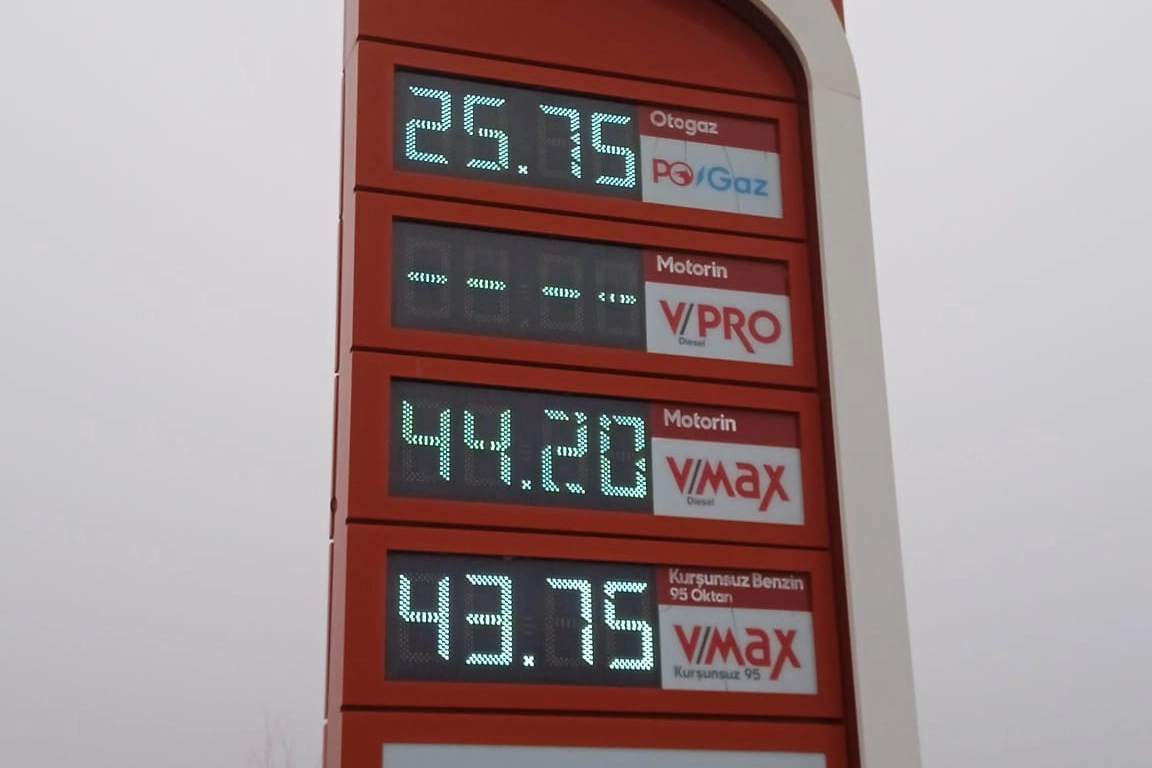 25.75
Otogaz
PO/Gaz
--.--
Motorin
V/PRO
Diesel
44.20
Motorin
V/max
Diesel
43.75
Kurşunsuz Benzin
95 Oktan
V/max
Kurşunsuz 95